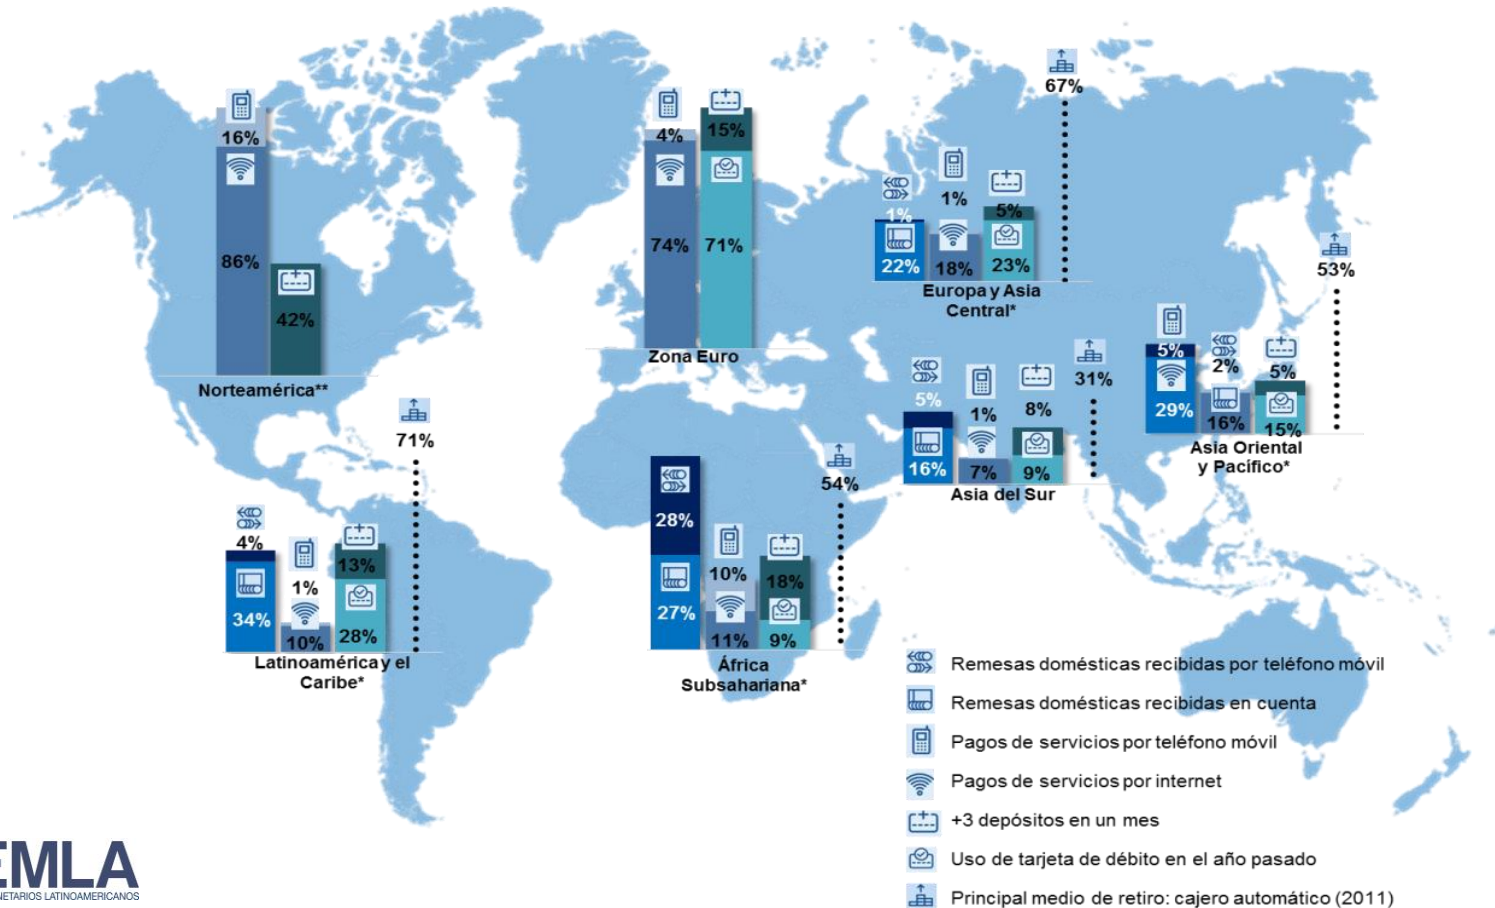 16%
86%
42%
Norteamérica**
4%
15%
74%
71%
Zona Euro
67%
1%
1%
5%
22%
18%
23%
Europa y Asia
Central*
53%
5%
2%
5%
29%
16%
15%
Asia Oriental
y Pacífico*
31%
5%
1%
8%
16%
7%
9%
Asia del Sur
71%
4%
1%
13%
34%
10%
28%
Latinoamérica y el
Caribe*
54%
28%
10%
18%
27%
11%
9%
África
Subsahariana*
Remesas domésticas recibidas por teléfono móvil
Remesas domésticas recibidas en cuenta
Pagos de servicios por teléfono móvil
Pagos de servicios por internet
+3 depósitos en un mes
Uso de tarjeta de débito en el año pasado
Principal medio de retiro: cajero automático (2011)
EMLA
NETARIOS LATINOAMERICANOS